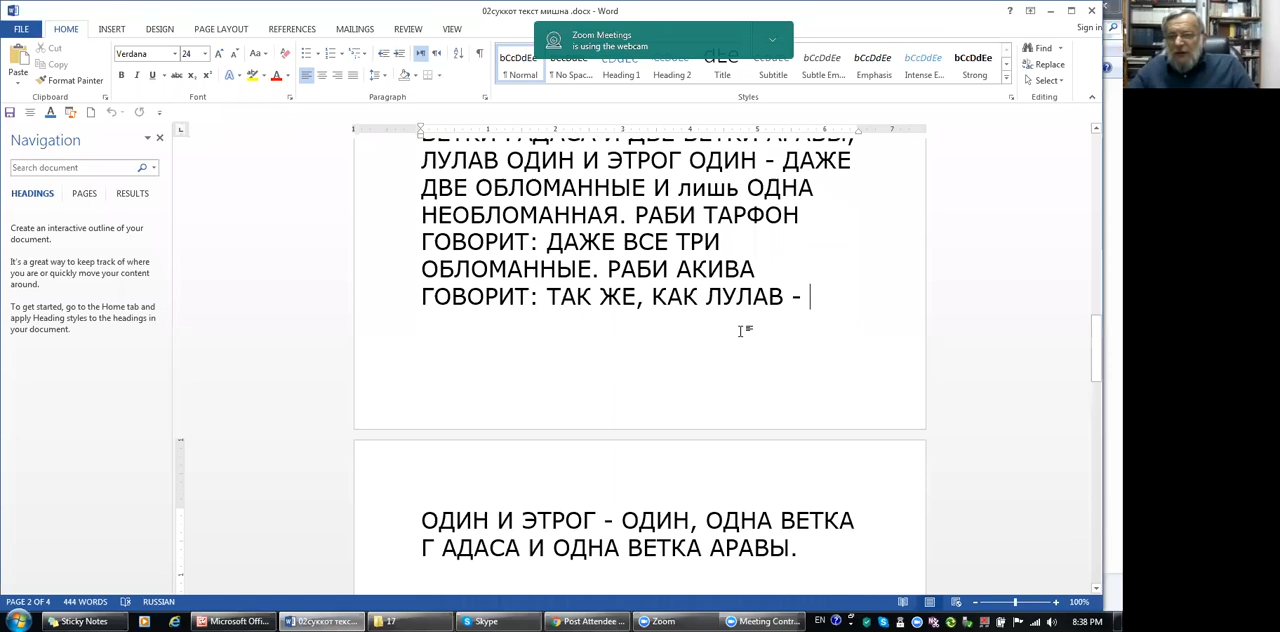 02суккот текст мишна .docx - Word
Sign in
FILE HOME INSERT DESIGN PAGE LAYOUT REFERENCES MAILINGS REVIEW VIEW
Zoom Meetings
is using the webcam
Cut
Copy
Format Painter
Paste
Verdana 24
Clipboard Font Paragraph Styles Editing
AaBbCcDdE
¶ Normal ¶ No Spac... Heading 1 Heading 2 Title Subtitle Subtle Em... Emphasis Intense E... Strong
Find
Replace
Select
Navigation
Search document
HEADINGS PAGES RESULTS
Create an interactive outline of your
document.
It's a great way to keep track of where
you are or quickly move your content
around.
To get started, go to the Home tab and
apply Heading styles to the headings in
your document.
ВЕТКИ ГАДАСА И ДВЕ ВЕТКИ АРАВЫ,
ЛУЛАВ ОДИН И ЭТРОГ ОДИН - ДАЖЕ
ДВЕ ОБЛОМАННЫЕ И лишь ОДНА
НЕОБЛОМАННАЯ. РАБИ ТАРФОН
ГОВОРИТ: ДАЖЕ ВСЕ ТРИ
ОБЛОМАННЫЕ. РАБИ АКИВА
ГОВОРИТ: ТАК ЖЕ, КАК ЛУЛАВ -
ОДИН И ЭТРОГ - ОДИН, ОДНА ВЕТКА
Г АДАСА И ОДНА ВЕТКА АРАВЫ.
PAGE 2 OF 4 444 WORDS RUSSIAN 100%
Sticky Notes Microsoft Offi... 02суккот текс... 17 Skype Post Attendee ... Zoom Meeting Contr... EN 8:38 PM